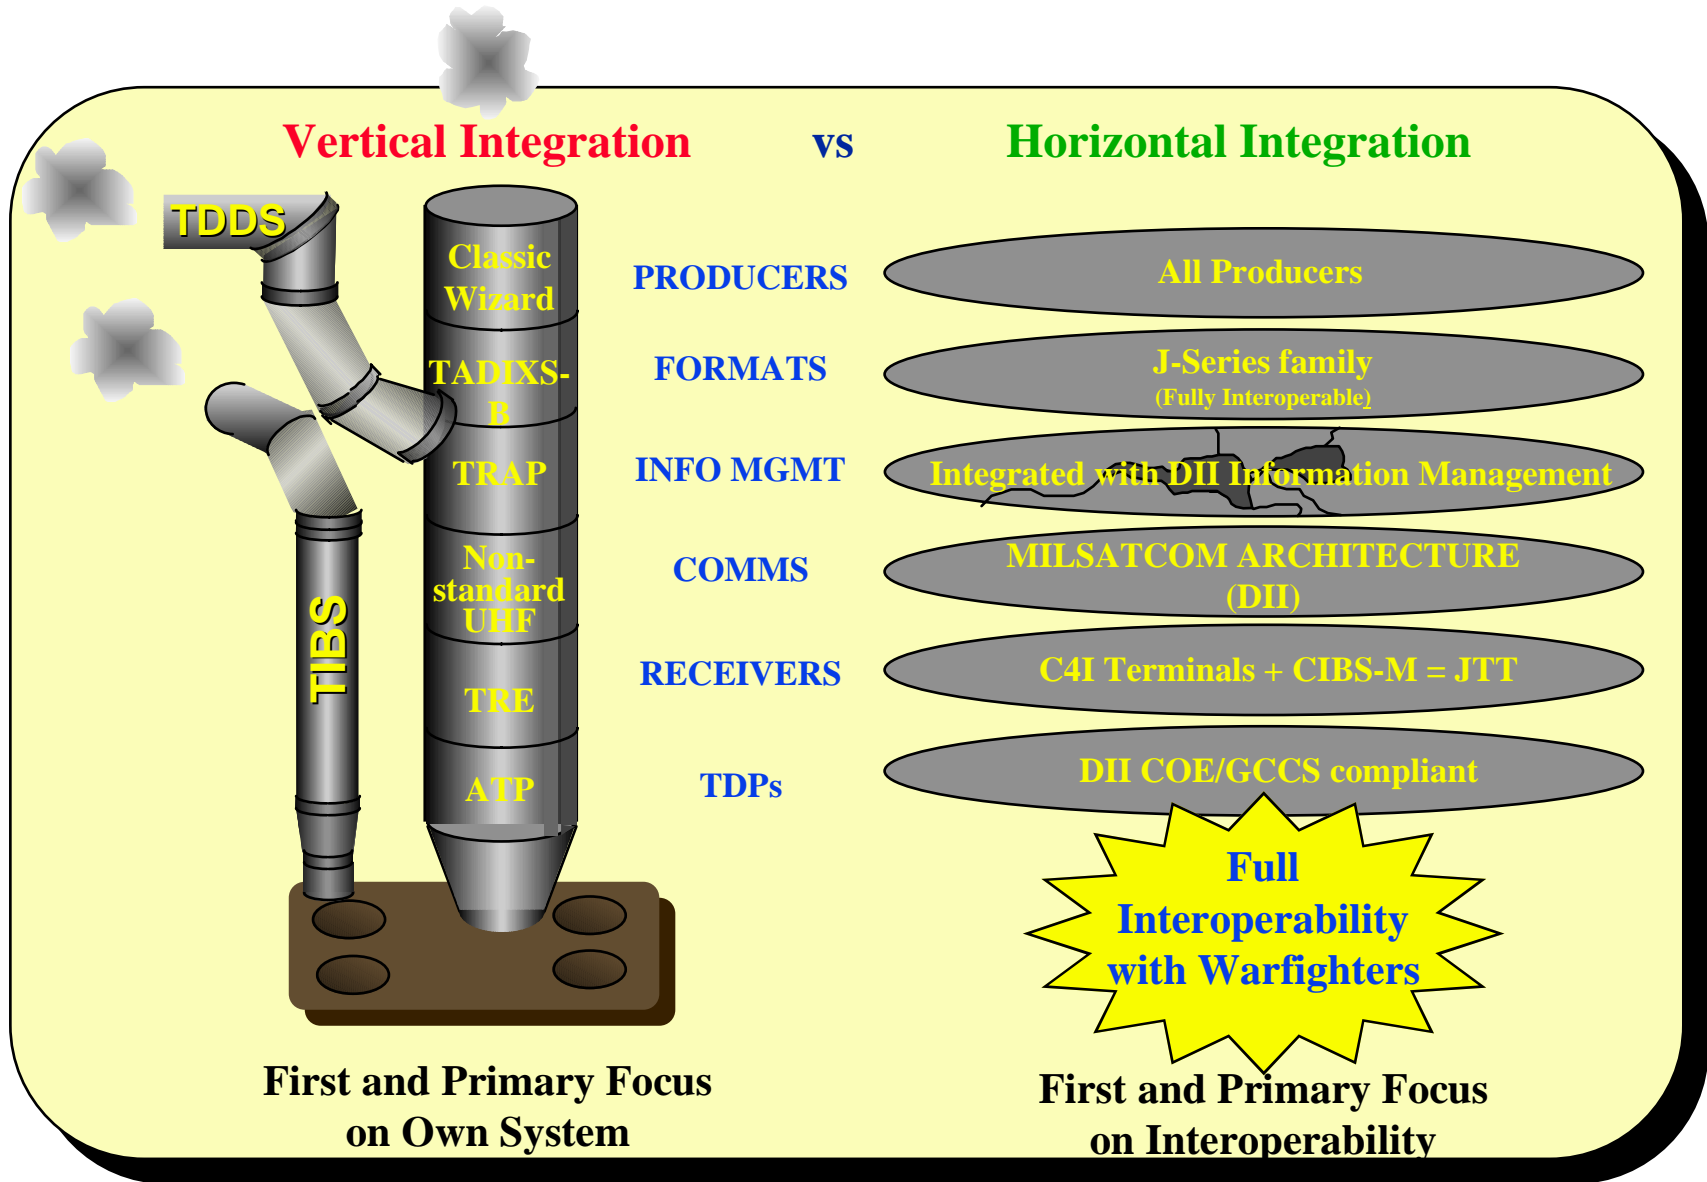 Vertical Integration vs Horizontal Integration
TDDS
TIBS
Classic
Wizard
TADIXS-
B
TRAP
Non-
standard
UHF
TRE
ATP
PRODUCERS
FORMATS
INFO MGMT
COMMS
RECEIVERS
TDPs
All Producers
J-Series family
(Fully Interoperable)
Integrated with DII Information Management
MILSATCOM ARCHITECTURE
(DII)
C4I Terminals + CIBS-M = JTT
DII COE/GCCS compliant
Full
Interoperability
with Warfighters
First and Primary Focus
on Own System
First and Primary Focus
on Interoperability